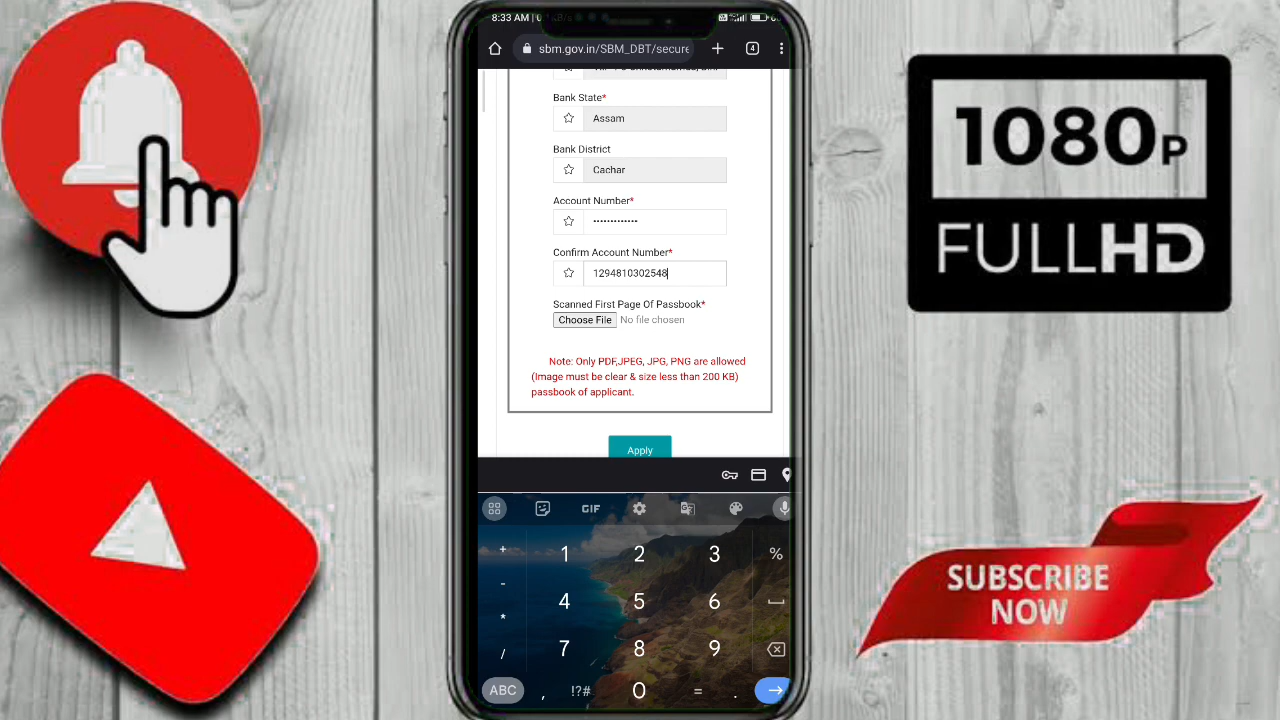 8:33 AM
sbm.gov.in/SBM_DBT/secure
4
Bank State*
Assam
Bank District
Cachar
Account Number*
•••••••••••••
Confirm Account Number*
1294810302548
Scanned First Page Of Passbook*
Choose File No file chosen
Note: Only PDF,JPEG, JPG, PNG are allowed
(Image must be clear & size less than 200 KB)
passbook of applicant.
Apply
GIF
+ 1 2 3 %
- 4 5 6
* 7 8 9
/
ABC , !?# 0 = .
1080P
FULLHD
SUBSCRIBE
NOW